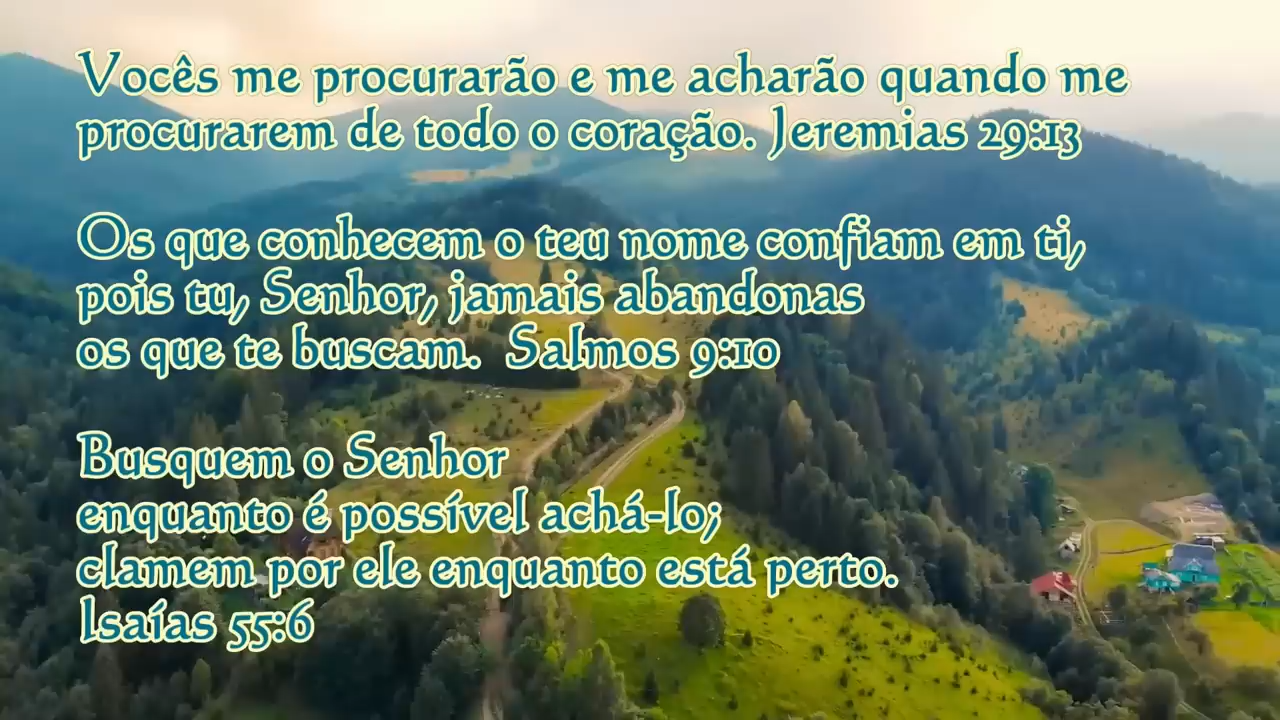 Vocês me procurarão e me acharão quando me
procurarem de todo o coração. Jeremias 29:13
Os que conhecem o teu nome confiam em ti,
pois tu, Senhor, jamais abandonas
os que te buscam. Salmos 9:10
Busquem o Senhor
enquanto é possível achá-lo;
clamem por ele enquanto está perto.
Isaías 55:6